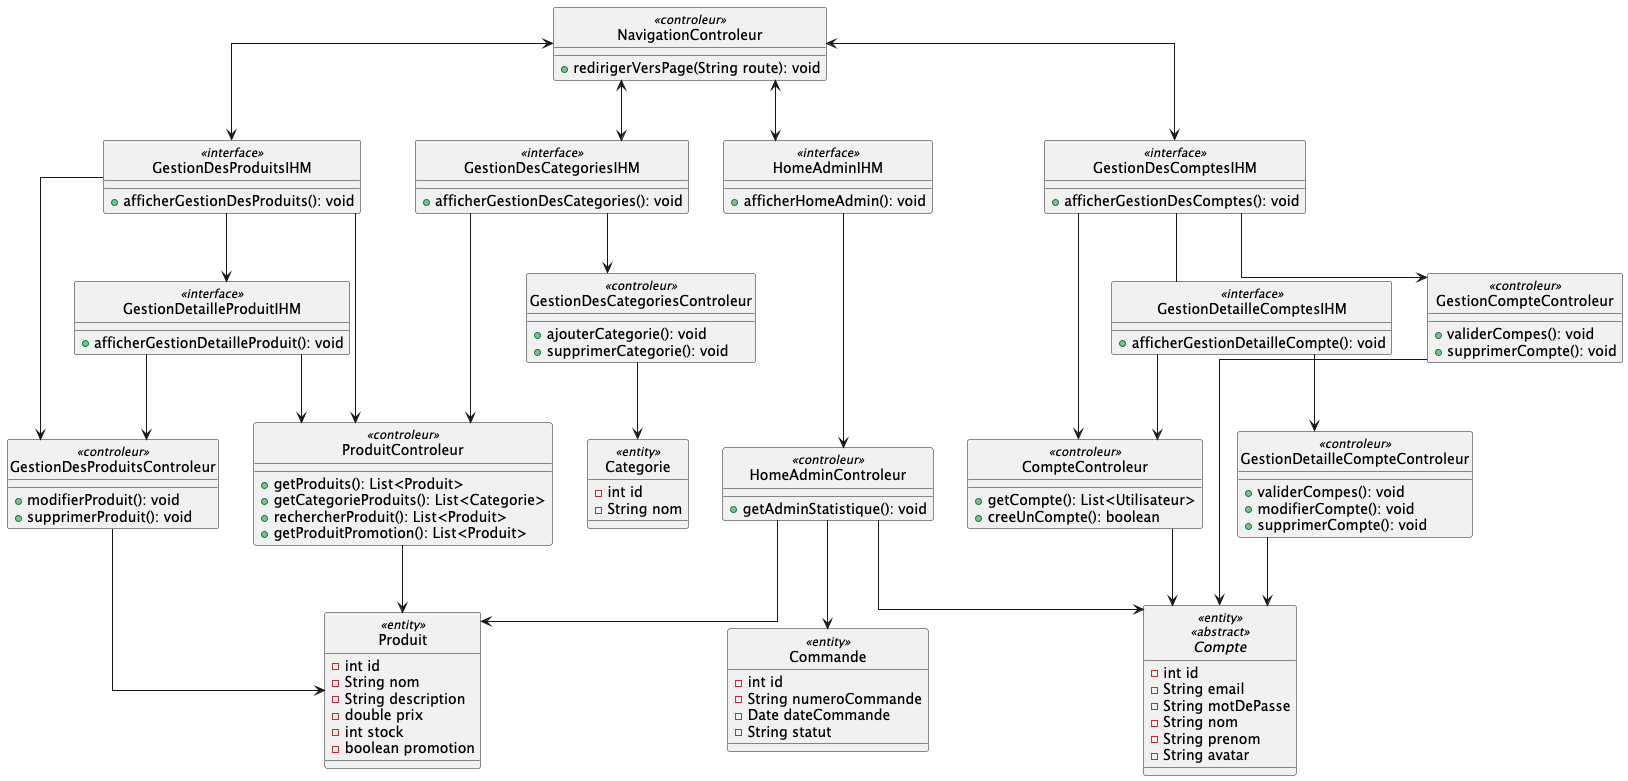 «controleur»
NavigationControleur
redirigerVersPage(String route): void
«interface»
GestionDesProduitsIHM
afficherGestionDesProduits(): void
«interface»
GestionDesCategoriesIHM
afficherGestionDesCategories(): void
«interface»
HomeAdminIHM
afficherHomeAdmin(): void
«interface»
GestionDesComptesIHM
afficherGestionDesComptes(): void
«interface»
GestionDetailleProduitIHM
afficherGestionDetailleProduit(): void
«controleur»
GestionDesCategoriesControleur
ajouterCategorie(): void
supprimerCategorie(): void
«interface»
GestionDetailleComptesIHM
afficherGestionDetailleCompte(): void
«controleur»
GestionCompteControleur
validerCompes(): void
supprimerCompte(): void
«controleur»
GestionDesProduitsControleur
modifierProduit(): void
supprimerProduit(): void
«controleur»
ProduitControleur
getProduits(): List<Produit>
getCategorieProduits(): List<Categorie>
rechercherProduit(): List<Produit>
getProduitPromotion(): List<Produit>
«entity»
Categorie
int id
String nom
«controleur»
HomeAdminControleur
getAdminStatistique(): void
«controleur»
CompteControleur
getCompte(): List<Utilisateur>
creeUnCompte(): boolean
«controleur»
GestionDetailleCompteControleur
validerCompes(): void
modifierCompte(): void
supprimerCompte(): void
«entity»
Produit
int id
String nom
String description
double prix
int stock
boolean promotion
«entity»
Commande
int id
String numeroCommande
Date dateCommande
String statut
«entity»
«abstract»
Compte
int id
String email
String motDePasse
String nom
String prenom
String avatar